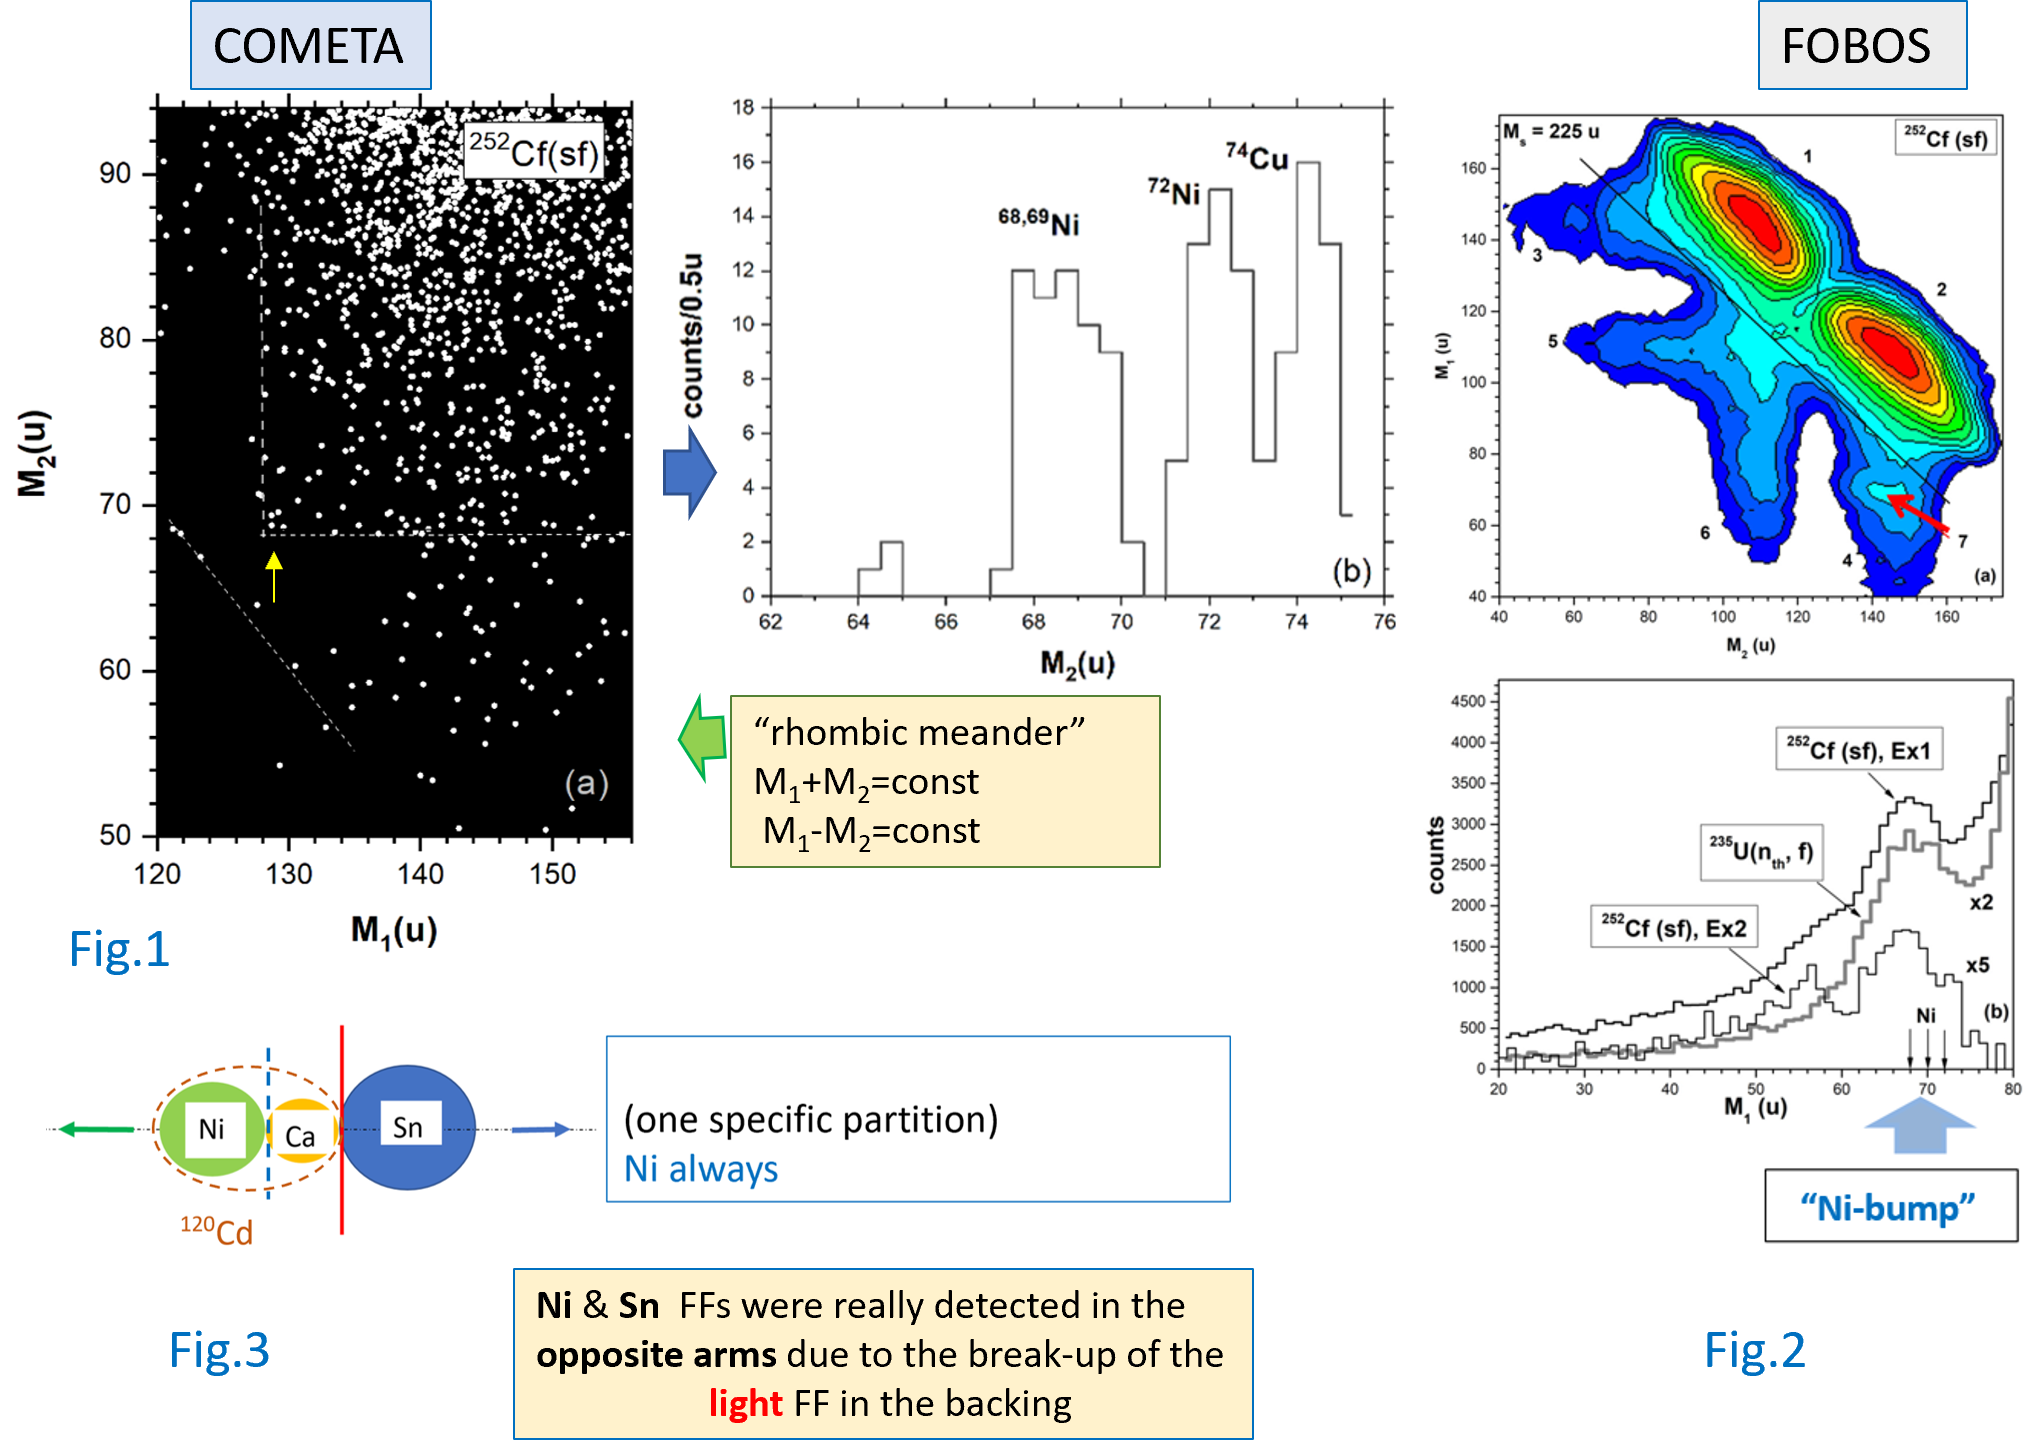 COMETA
FOBOS
²⁵²Cf(sf)
90
80
70
60
50
120
130
140
150
M₂(u)
M₁(u)
(a)
Fig.1
18
16
14
12
10
8
6
4
2
0
62
64
66
68
70
72
74
76
counts/0.5u
M₂(u)
⁶⁸,⁶⁹Ni
⁷²Ni
⁷⁴Cu
(b)
“rhombic meander”
M₁+M₂=const
M₁-M₂=const
Mₛ = 225 u
²⁵²Cf (sf)
1
2
3
4
5
6
7
(a)
160
140
120
100
80
60
40
40
60
80
100
120
140
160
M₁ (u)
M₂ (u)
4500
4000
3500
3000
2500
2000
1500
1000
500
0
20
30
40
50
60
70
80
counts
M₁ (u)
²⁵²Cf (sf), Ex1
²³⁵U(nₜₕ, f)
²⁵²Cf (sf), Ex2
x2
x5
Ni
(b)
“Ni-bump”
Fig.2
Ni
Ca
Sn
¹²⁰Cd
(one specific partition)
Ni always
Fig.3
Ni & Sn FFs were really detected in the
opposite arms due to the break-up of the
light FF in the backing